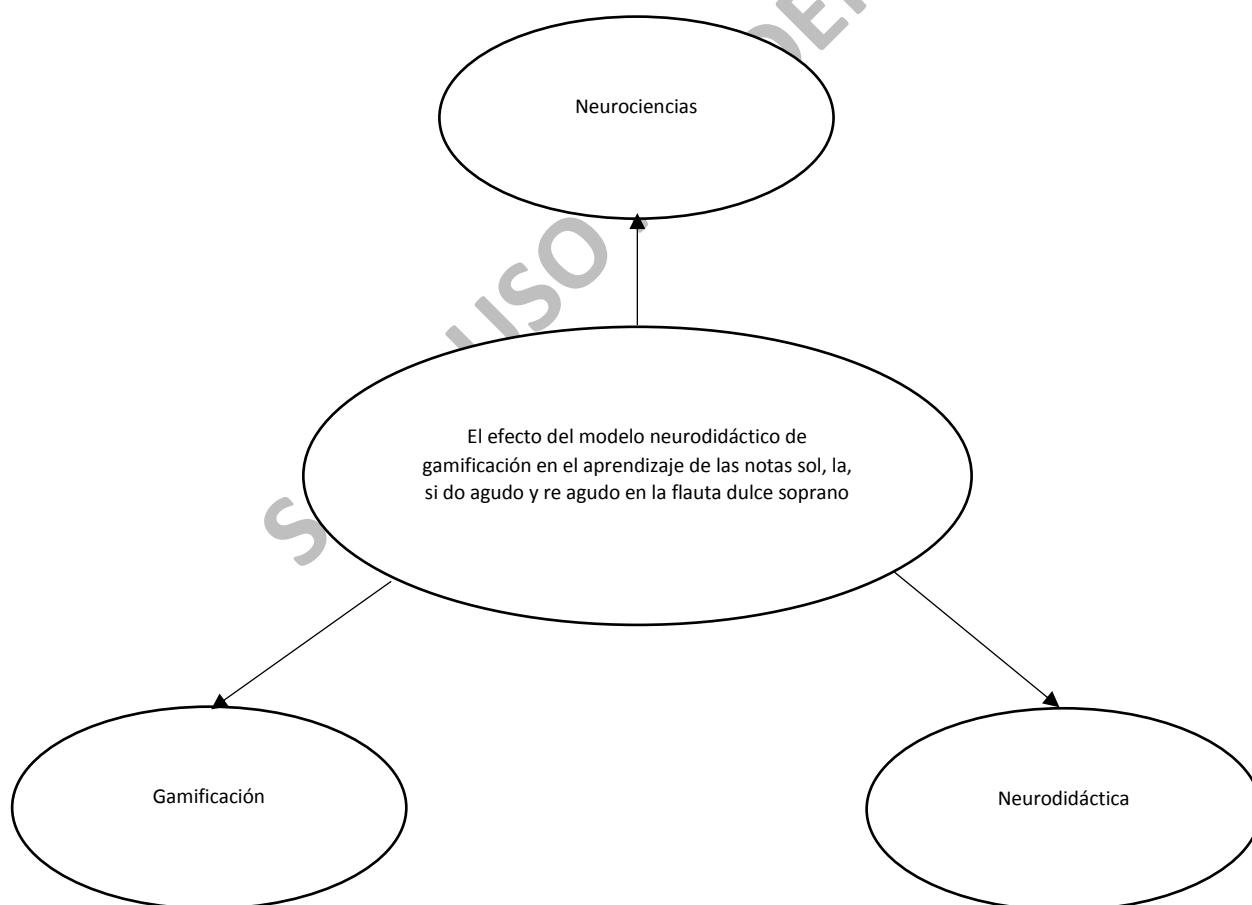 Neurociencias
USO
El efecto del modelo neurodidáctico de
gamificación en el aprendizaje de las notas sol, la,
si do agudo y re agudo en la flauta dulce soprano
Gamificación
Neurodidáctica